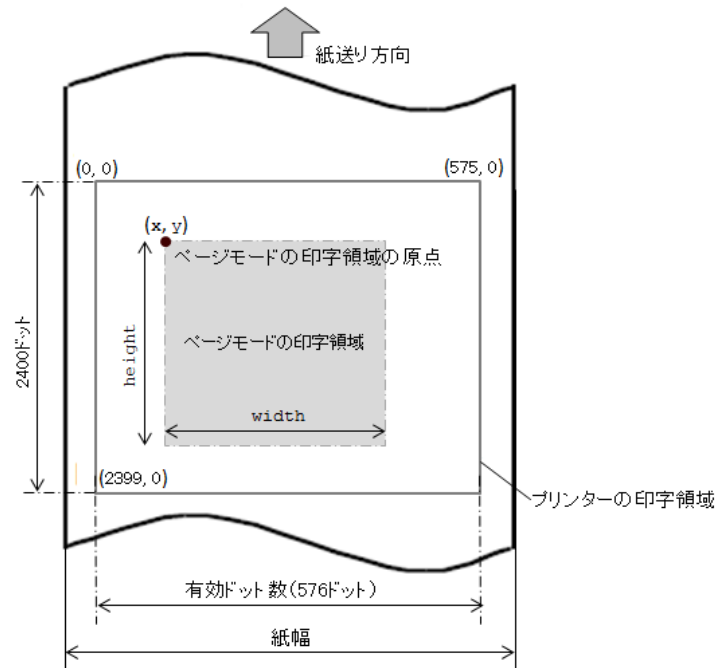 紙送り方向
(0, 0)
(575, 0)
(x, y)
ページモードの印字領域の原点
2400ドット
height
ページモードの印字領域
width
(2399, 0)
プリンターの印字領域
有効ドット数(576ドット)
紙幅